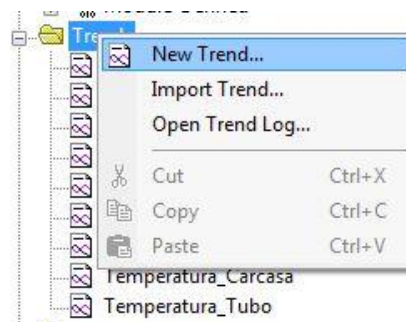 New Trend...
Import Trend...
Open Trend Log...
Cut Ctrl+X
Copy Ctrl+C
Paste Ctrl+V
Temperatura_Carcasa
Temperatura_Tubo